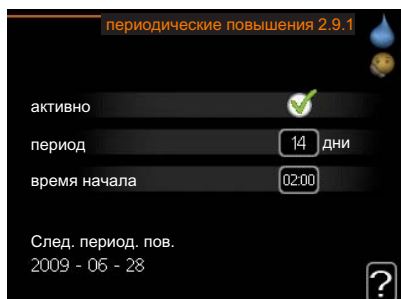 периодические повышения 2.9.1
активно
период 14 дни
время начала 02:00
След. период. пов.
2009 - 06 - 28
?